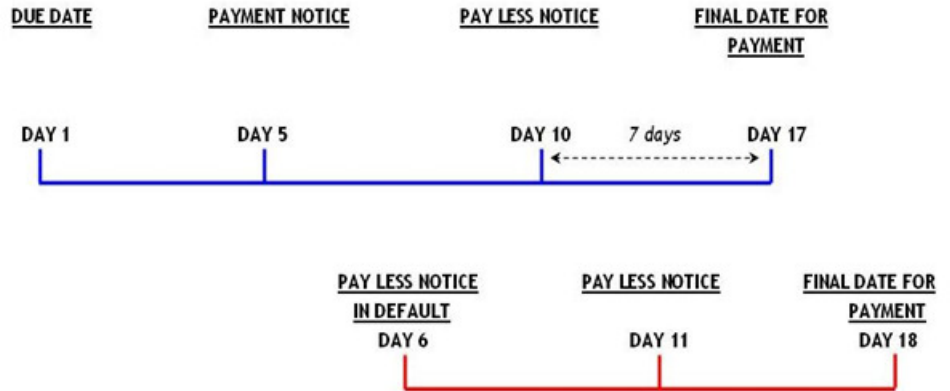 DUE DATE PAYMENT NOTICE PAY LESS NOTICE FINAL DATE FOR
PAYMENT
DAY 1 DAY 5 DAY 10 7 days DAY 17
PAY LESS NOTICE PAY LESS NOTICE FINAL DATE FOR
IN DEFAULT PAYMENT
DAY 6 DAY 11 DAY 18